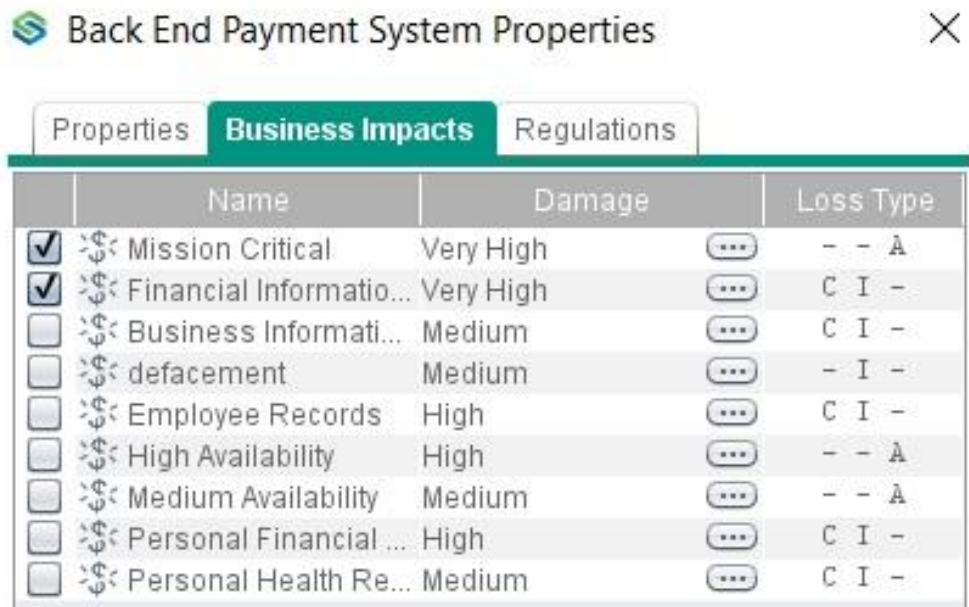 Back End Payment System Properties
Properties Business Impacts Regulations
Name Damage Loss Type
Mission Critical Very High - - A
Financial Informatio... Very High C I -
Business Informati... Medium C I -
defacement Medium - I -
Employee Records High C I -
High Availability High - - A
Medium Availability Medium - - A
Personal Financial ... High C I -
Personal Health Re... Medium C I -